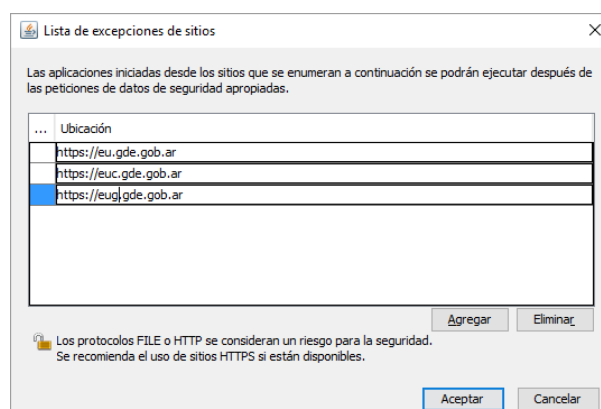 Lista de excepciones de sitios
Las aplicaciones iniciadas desde los sitios que se enumeran a continuación se podrán ejecutar después de
las peticiones de datos de seguridad apropiadas.
... Ubicación
https://eu.gde.gob.ar
https://euc.gde.gob.ar
https://eug.gde.gob.ar
Agregar Eliminar
Los protocolos FILE o HTTP se consideran un riesgo para la seguridad.
Se recomienda el uso de sitios HTTPS si están disponibles.
Aceptar Cancelar